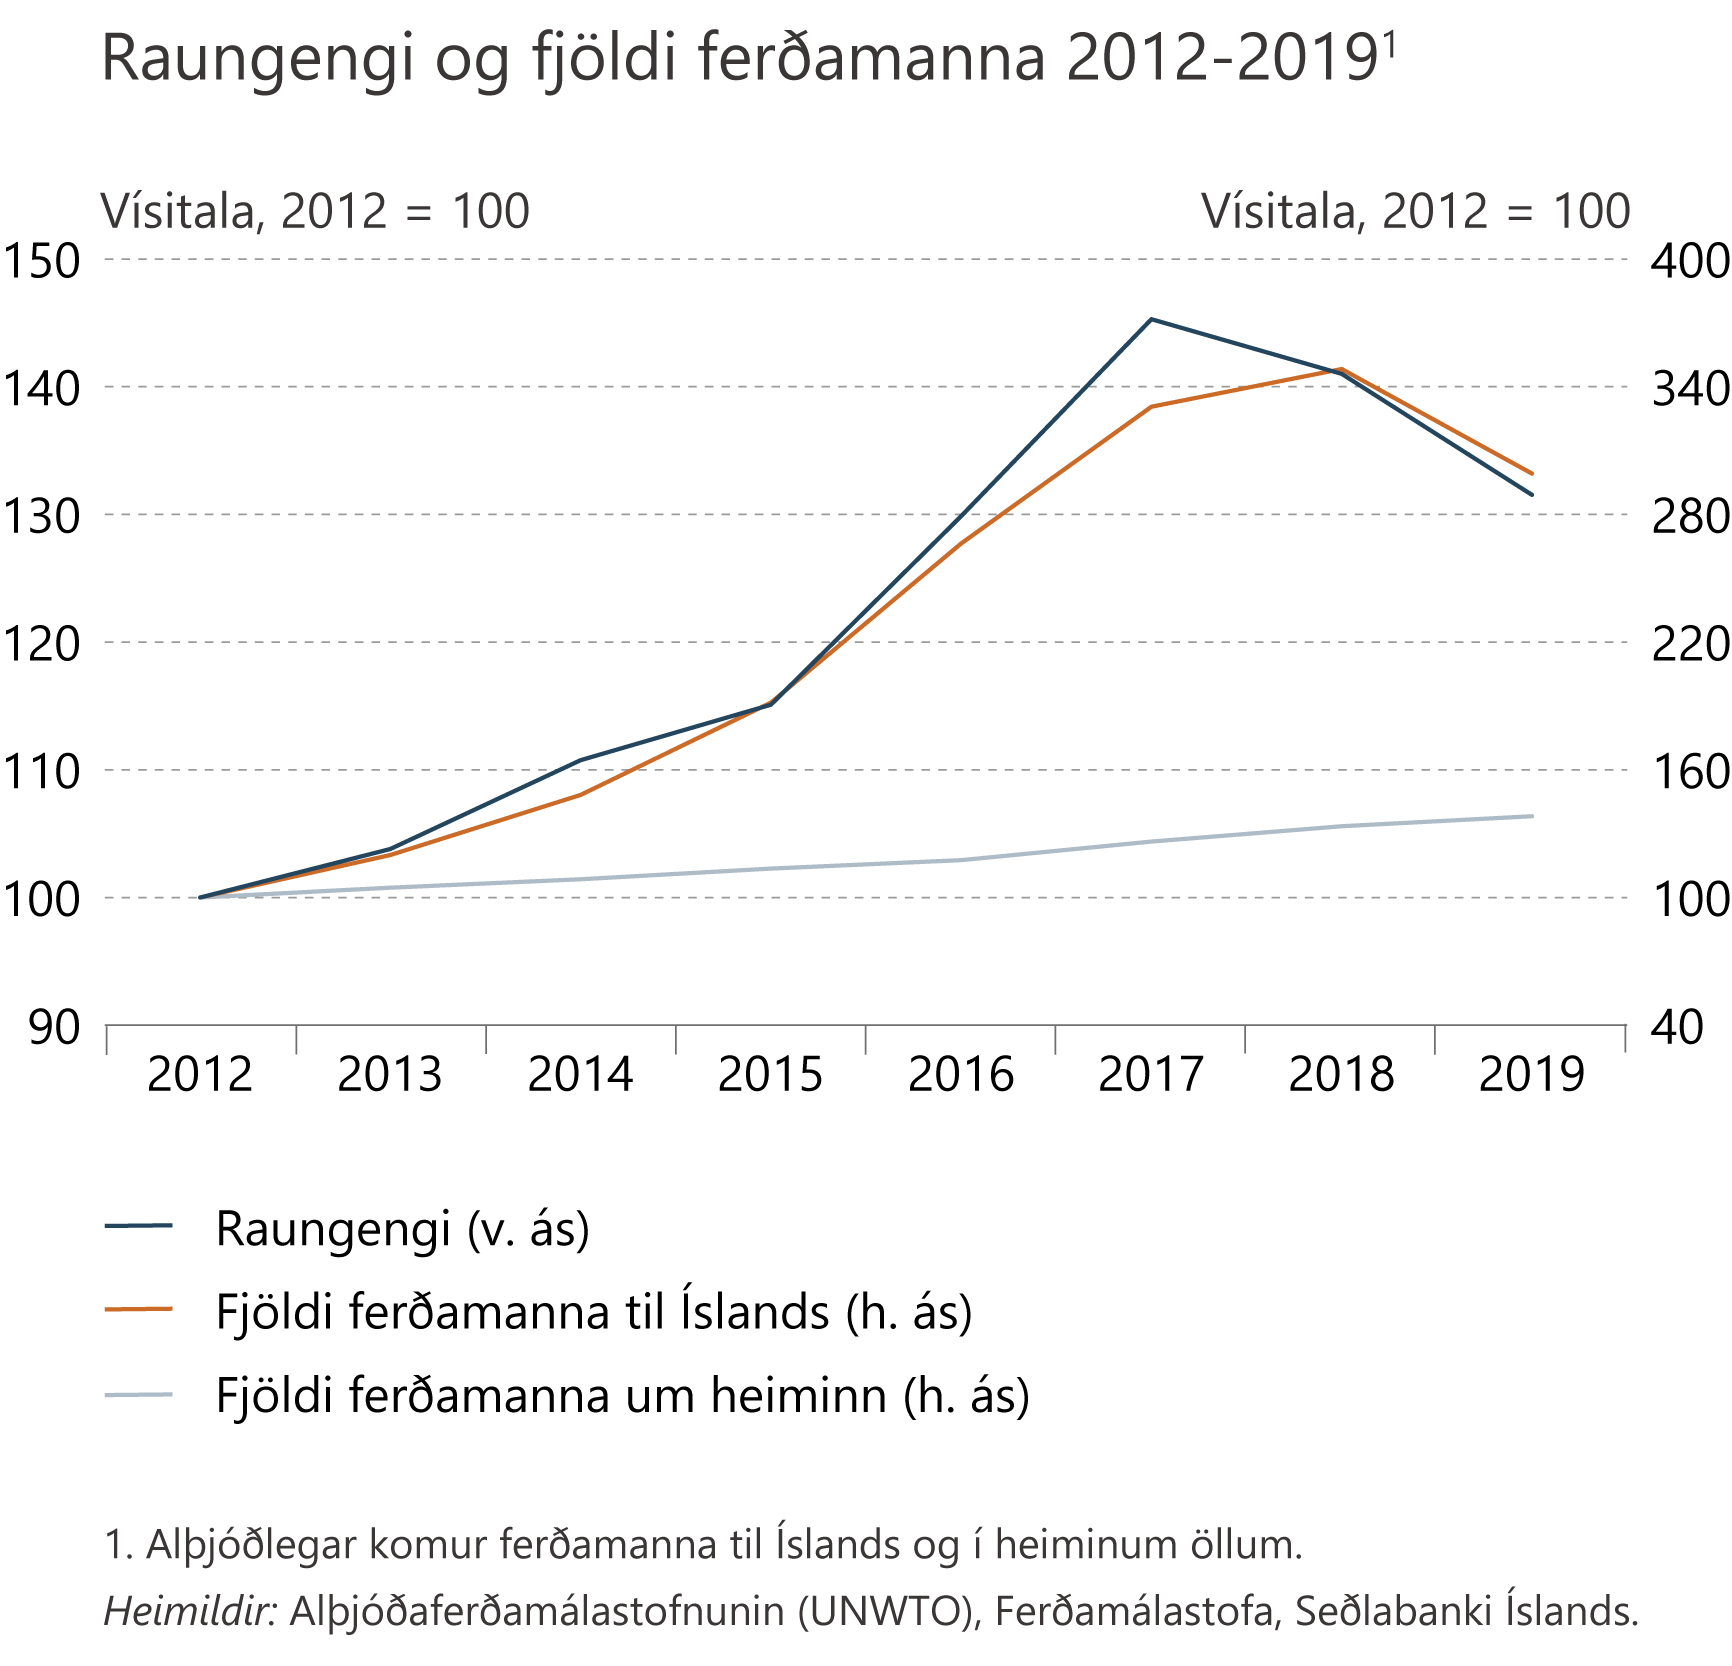 Raungengi og fjöldi ferðamanna 2012-2019¹
Vísitala, 2012 = 100 Vísitala, 2012 = 100
150 400
140 340
130 280
120 220
110 160
100 100
90 40
2012 2013 2014 2015 2016 2017 2018 2019
Raungengi (v. ás)
Fjöldi ferðamanna til Íslands (h. ás)
Fjöldi ferðamanna um heiminn (h. ás)
1. Alþjóðlegar komur ferðamanna til Íslands og í heiminum öllum.
Heimildir: Alþjóðaferðamálastofnunin (UNWTO), Ferðamálastofa, Seðlabanki Íslands.